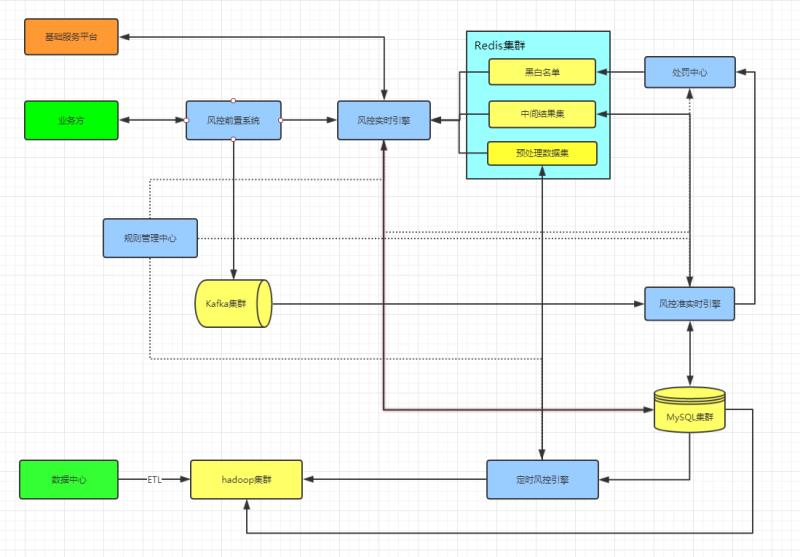 基础服务平台
Redis集群
黑白名单
处罚中心
业务方
风控前置系统
风控实时引擎
中间结果集
预处理数据集
规则管理中心
Kafka集群
风控准实时引擎
MySQL集群
数据中心
ETL
hadoop集群
定时风控引擎